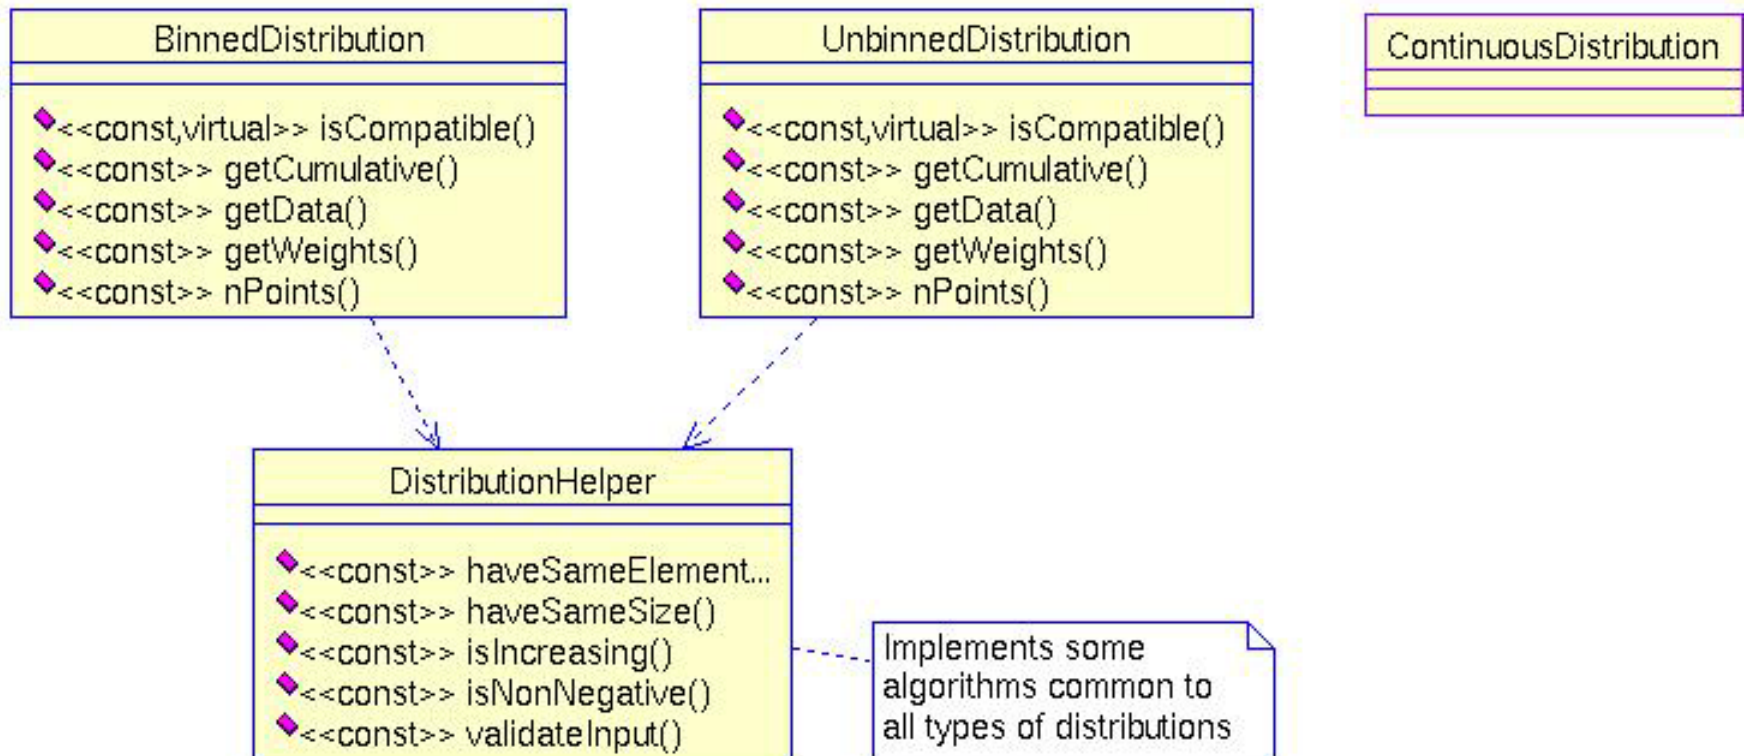 BinnedDistribution
<<const,virtual>> isCompatible()
<<const>> getCumulative()
<<const>> getData()
<<const>> getWeights()
<<const>> nPoints()
UnbinnedDistribution
<<const,virtual>> isCompatible()
<<const>> getCumulative()
<<const>> getData()
<<const>> getWeights()
<<const>> nPoints()
ContinuousDistribution
DistributionHelper
<<const>> haveSameElement...
<<const>> haveSameSize()
<<const>> isIncreasing()
<<const>> isNonNegative()
<<const>> validateInput()
Implements some
algorithms common to
all types of distributions